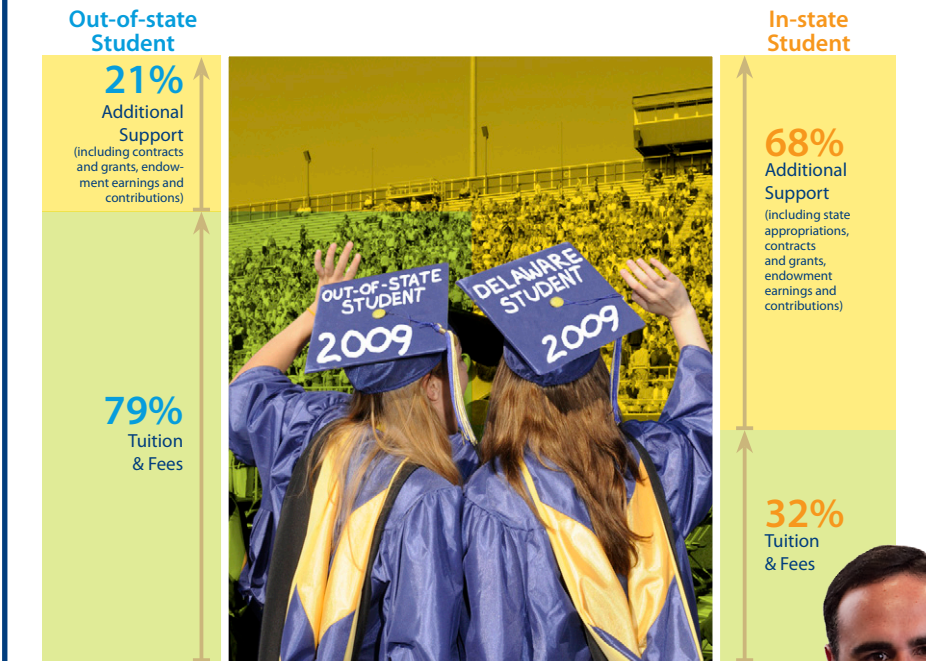 Out-of-state
Student
21%
Additional
Support
(including contracts
and grants, endow-
ment earnings and
contributions)
79%
Tuition
& Fees
OUT-OF-STATE
STUDENT
2009
DELAWARE
STUDENT
2009
In-state
Student
68%
Additional
Support
(including state
appropriations,
contracts
and grants,
endowment
earnings and
contributions)
32%
Tuition
& Fees